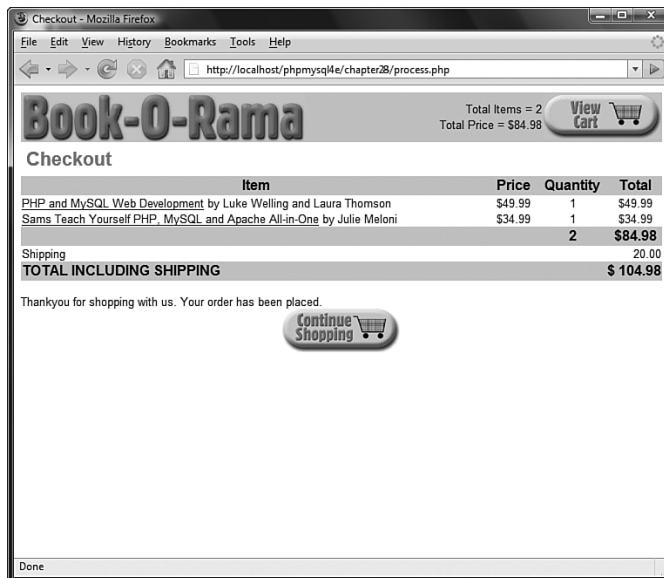 Checkout - Mozilla Firefox
File Edit View History Bookmarks Tools Help
http://localhost/phpmysql4e/chapter28/process.php
Book-O-Rama
Total Items = 2
Total Price = $84.98
View Cart
Checkout
Item Price Quantity Total
PHP and MySQL Web Development by Luke Welling and Laura Thomson $49.99 1 $49.99
Sams Teach Yourself PHP, MySQL and Apache All-in-One by Julie Meloni $34.99 1 $34.99
2 $84.98
Shipping 20.00
TOTAL INCLUDING SHIPPING $ 104.98
Thankyou for shopping with us. Your order has been placed.
Continue
Shopping
Done